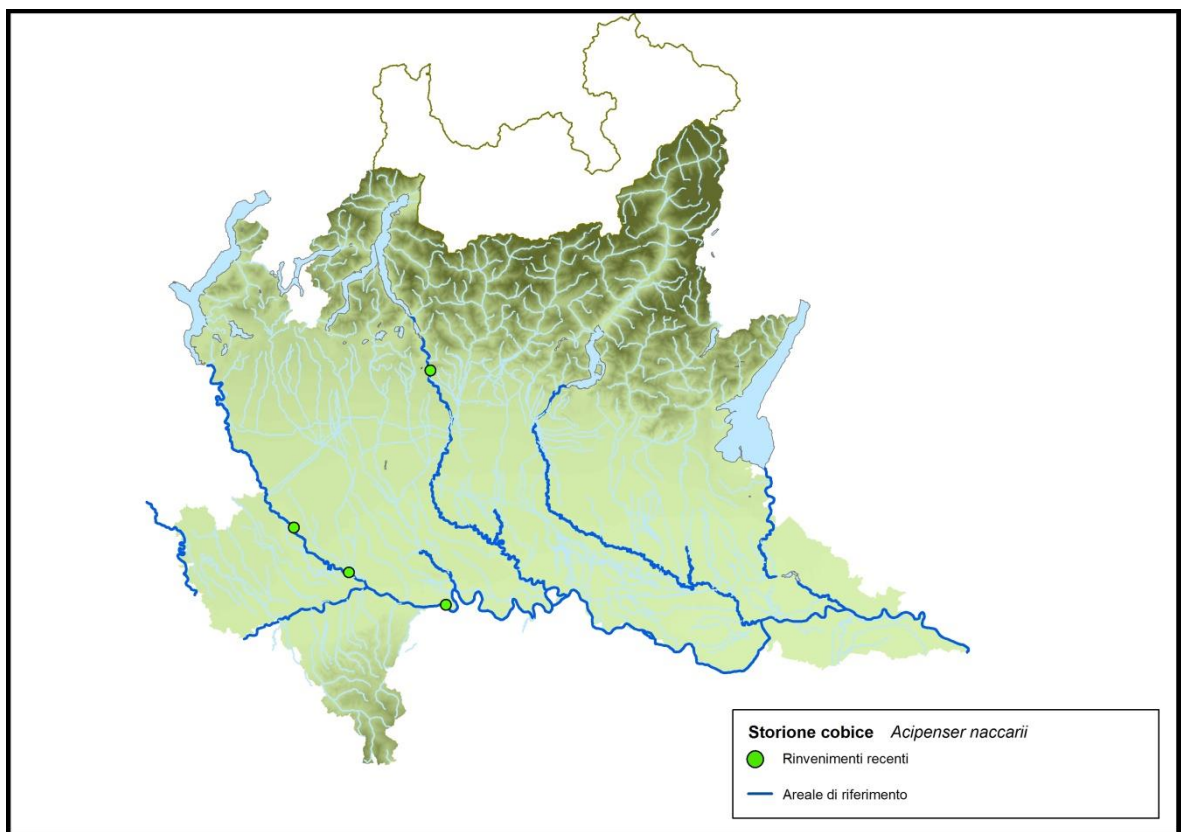 Storione cobice Acipenser naccarii
Rinvenimenti recenti
Areale di riferimento